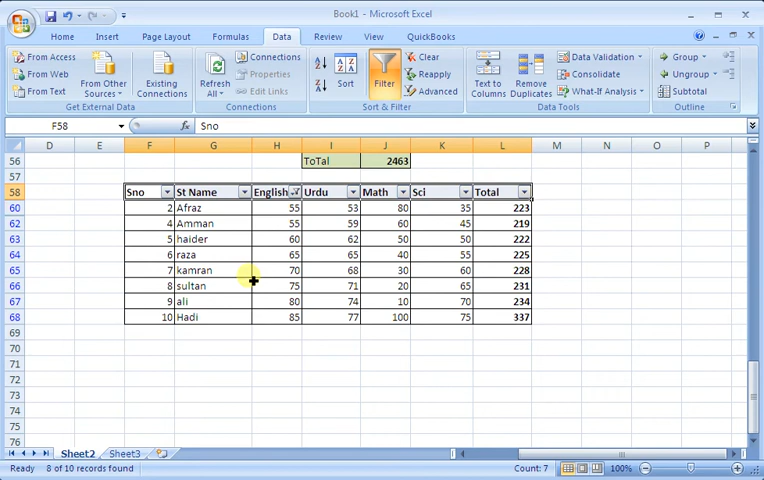 Book1 - Microsoft Excel
Home Insert Page Layout Formulas Data Review View QuickBooks
From Access
From Web
From Text
From Other Sources
Existing Connections
Get External Data
Refresh All
Connections
Properties
Edit Links
Connections
Sort
Filter
Clear
Reapply
Advanced
Sort & Filter
Text to Columns
Remove Duplicates
Data Validation
Consolidate
What-If Analysis
Data Tools
Group
Ungroup
Subtotal
Outline
F58 fx Sno
D E F G H I J K L M N O P
56 ToTal 2463
57
58 Sno St Name English Urdu Math Sci Total
60 2 Afraz 55 53 80 35 223
62 4 Amman 55 59 60 45 219
63 5 haider 60 62 50 50 222
64 6 raza 65 65 40 55 225
65 7 kamran 70 68 30 60 228
66 8 sultan 75 71 20 65 231
67 9 ali 80 74 10 70 234
68 10 Hadi 85 77 100 75 337
69
70
71
72
73
74
75
76
Sheet2 Sheet3
Ready 8 of 10 records found Count: 7 100%